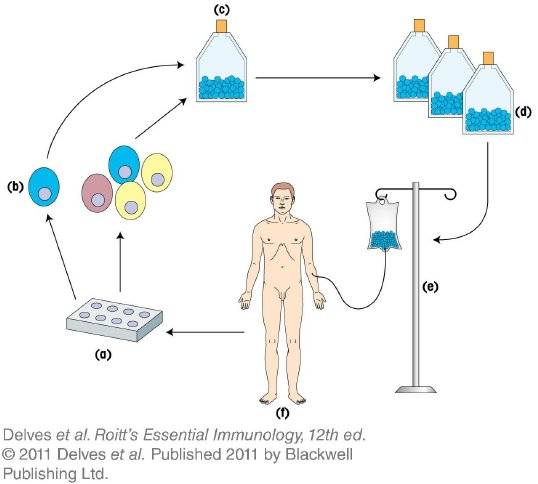 (c)
(d)
(b)
(e)
(a)
(f)
Delves et al. Roitt's Essential Immunology, 12th ed.
© 2011 Delves et al. Published 2011 by Blackwell
Publishing Ltd.